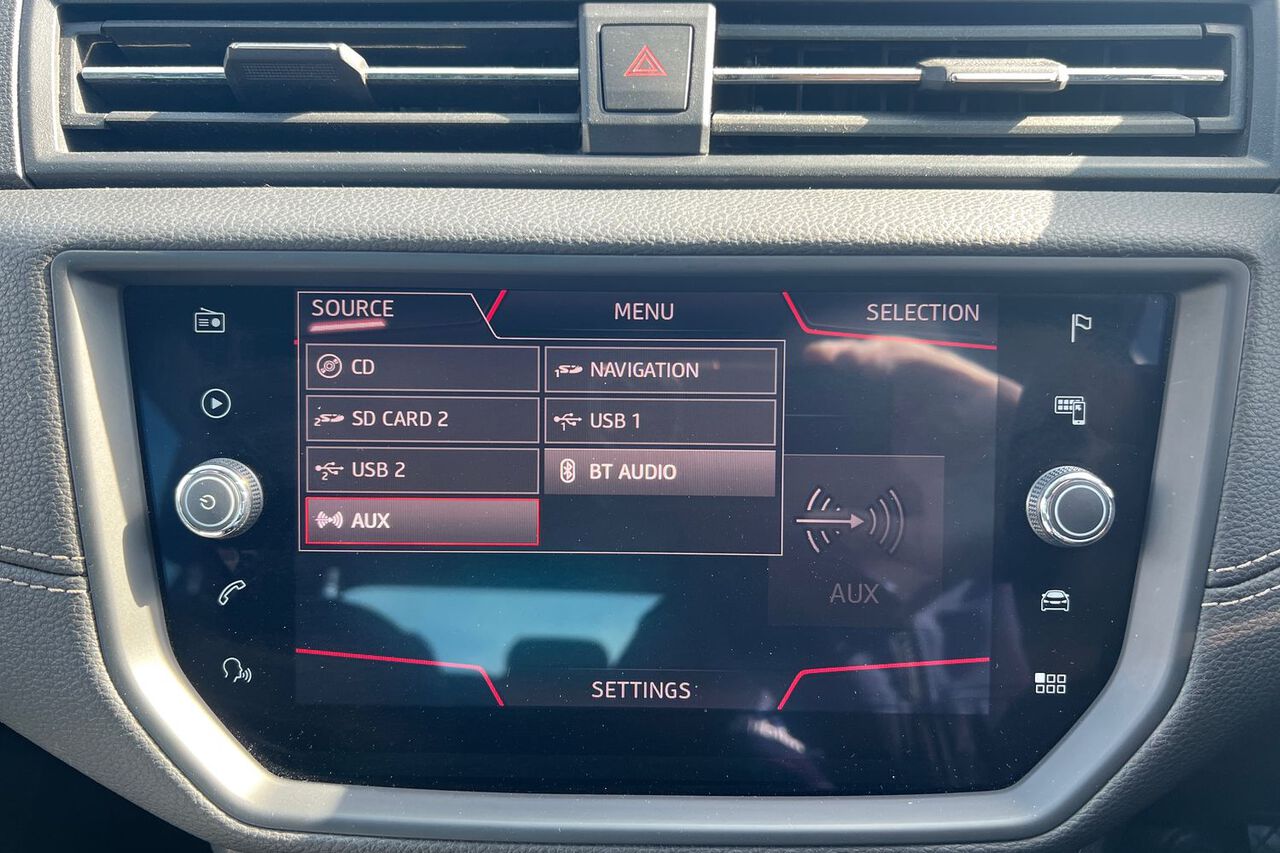 SOURCE
MENU
SELECTION
CD
NAVIGATION
SD CARD 2
USB 1
USB 2
BT AUDIO
AUX
AUX
SETTINGS